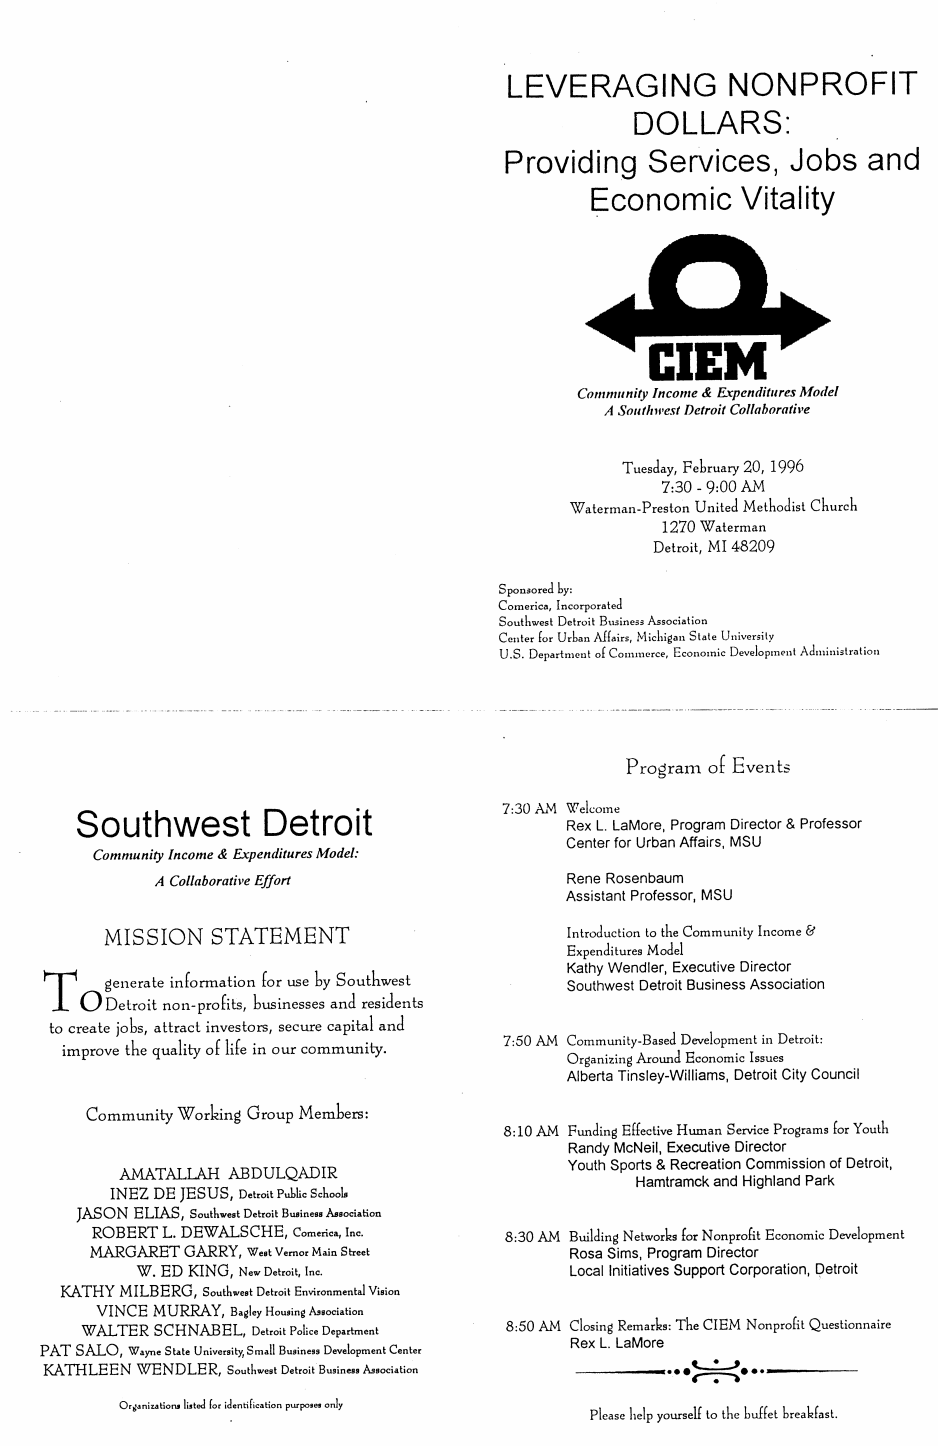 LEVERAGING NONPROFIT
DOLLARS:
Providing Services, Jobs and
Economic Vitality
CIEM
Community Income & Expenditures Model
A Southwest Detroit Collaborative
Tuesday, February 20, 1996
7:30 - 9:00 AM
Waterman-Preston United Methodist Church
1270 Waterman
Detroit, MI 48209
Sponsored by:
Comerica, Incorporated
Southwest Detroit Business Association
Center for Urban Affairs, Michigan State University
U.S. Department of Commerce, Economic Development Administration
Southwest Detroit
Community Income & Expenditures Model:
A Collaborative Effort
MISSION STATEMENT
To generate information for use by Southwest
Detroit non-profits, businesses and residents
to create jobs, attract investors, secure capital and
improve the quality of life in our community.
Community Working Group Members:
AMATALLAH ABDULQADIR
INEZ DE JESUS, Detroit Public Schools
JASON ELIAS, Southwest Detroit Business Association
ROBERT L. DEWALSCHE, Comerica, Inc.
MARGARET GARRY, West Vernor Main Street
W. ED KING, New Detroit, Inc.
KATHY MILBERG, Southwest Detroit Environmental Vision
VINCE MURRAY, Bagley Housing Association
WALTER SCHNABEL, Detroit Police Department
PAT SALO, Wayne State University, Small Business Development Center
KATHLEEN WENDLER, Southwest Detroit Business Association
Organizations listed for identification purposes only
Program of Events
7:30 AM Welcome
Rex L. LaMore, Program Director & Professor
Center for Urban Affairs, MSU
Rene Rosenbaum
Assistant Professor, MSU
Introduction to the Community Income &
Expenditures Model
Kathy Wendler, Executive Director
Southwest Detroit Business Association
7:50 AM Community-Based Development in Detroit:
Organizing Around Economic Issues
Alberta Tinsley-Williams, Detroit City Council
8:10 AM Funding Effective Human Service Programs for Youth
Randy McNeil, Executive Director
Youth Sports & Recreation Commission of Detroit,
Hamtramck and Highland Park
8:30 AM Building Networks for Nonprofit Economic Development
Rosa Sims, Program Director
Local Initiatives Support Corporation, Detroit
8:50 AM Closing Remarks: The CIEM Nonprofit Questionnaire
Rex L. LaMore
Please help yourself to the buffet breakfast.